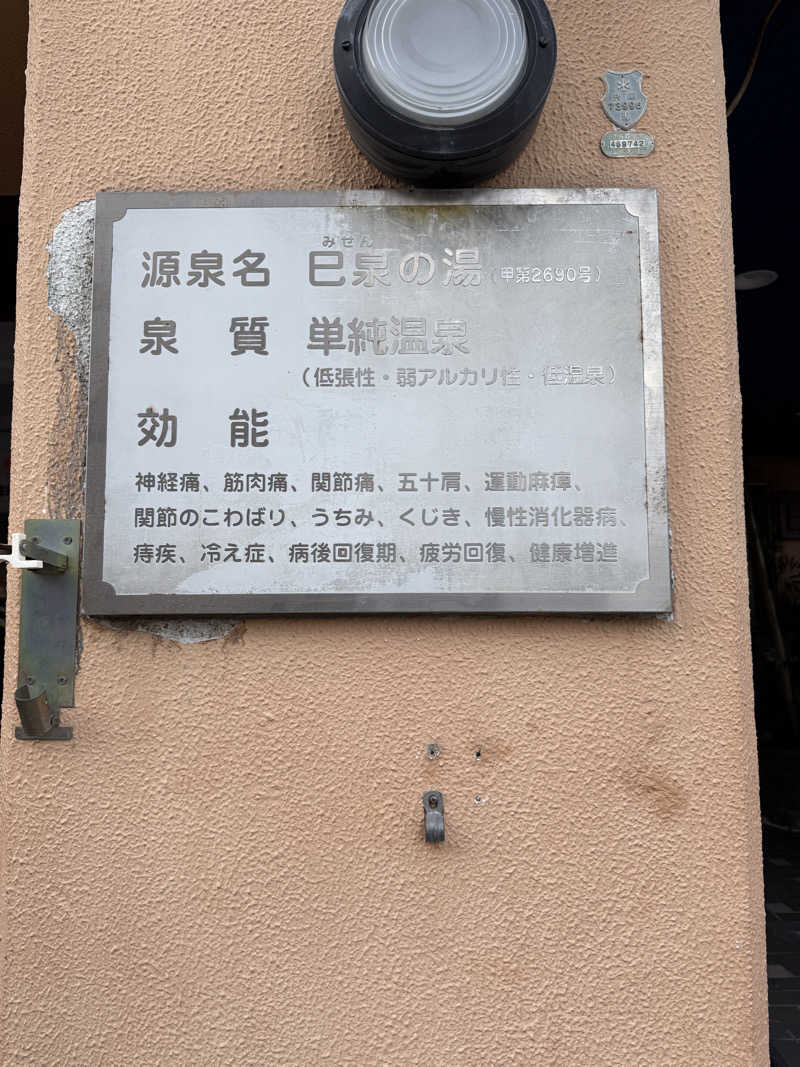 水
73996
439742
みせん
源泉名 巳泉の湯(甲第2690号)
泉質 単純温泉
(低張性・弱アルカリ性・低温泉)
効能
神経痛、筋肉痛、関節痛、五十肩、運動麻痺、
関節のこわばり、うちみ、くじき、慢性消化器病、
痔疾、冷え症、病後回復期、疲労回復、健康増進